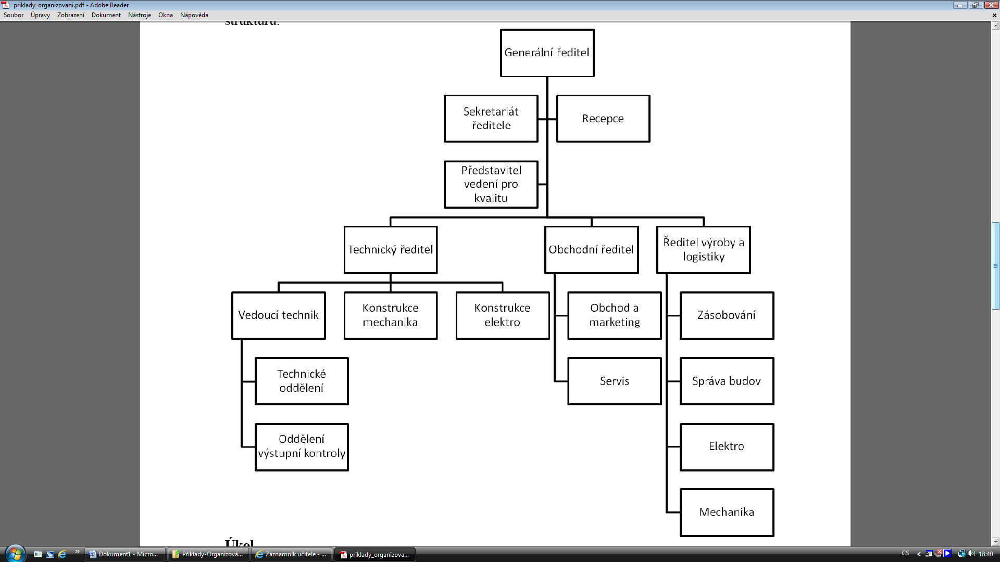 priklady_organizovani.pdf - Adobe Reader
Soubor Úpravy Zobrazení Dokument Nástroje Okna Nápověda
strukturu.
Generální ředitel
Sekretariát
ředitele
Recepce
Představitel
vedení pro
kvalitu
Technický ředitel
Obchodní ředitel
Ředitel výroby a
logistiky
Vedoucí technik
Konstrukce
mechanika
Konstrukce
elektro
Obchod a
marketing
Zásobování
Technické
oddělení
Servis
Správa budov
Oddělení
výstupní kontroly
Elektro
Mechanika
Úkol
Dokument1 - Micro...
Příklady-Organizová...
Záznamník učitele - ...
priklady_organizova...
CS
18:40